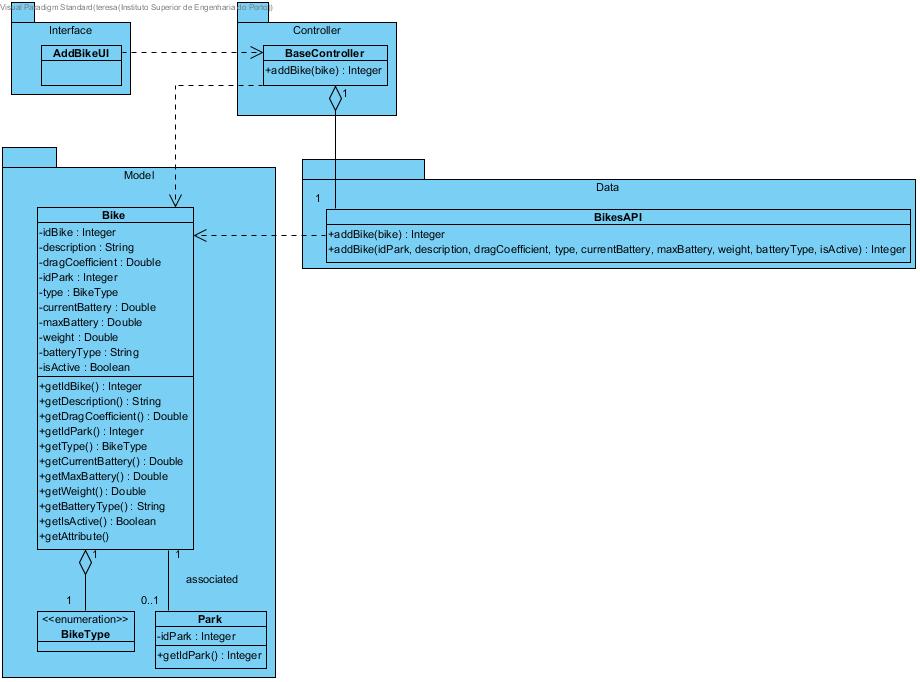 Visual Paradigm Standard(teresa(Instituto Superior de Engenharia do Porto))
Interface
AddBikeUI
Controller
BaseController
+addBike(bike) : Integer
1
Model
Data
1
BikesAPI
+addBike(bike) : Integer
+addBike(idPark, description, dragCoefficient, type, currentBattery, maxBattery, weight, batteryType, isActive) : Integer
Bike
-idBike : Integer
-description : String
-dragCoefficient : Double
-idPark : Integer
-type : BikeType
-currentBattery : Double
-maxBattery : Double
-weight : Double
-batteryType : String
-isActive : Boolean
+getIdBike() : Integer
+getDescription() : String
+getDragCoefficient() : Double
+getIdPark() : Integer
+getType() : BikeType
+getCurrentBattery() : Double
+getMaxBattery() : Double
+getWeight() : Double
+getBatteryType() : String
+getIsActive() : Boolean
+getAttribute()
1
1
associated
1
0..1
<<enumeration>>
BikeType
Park
-idPark : Integer
+getIdPark() : Integer